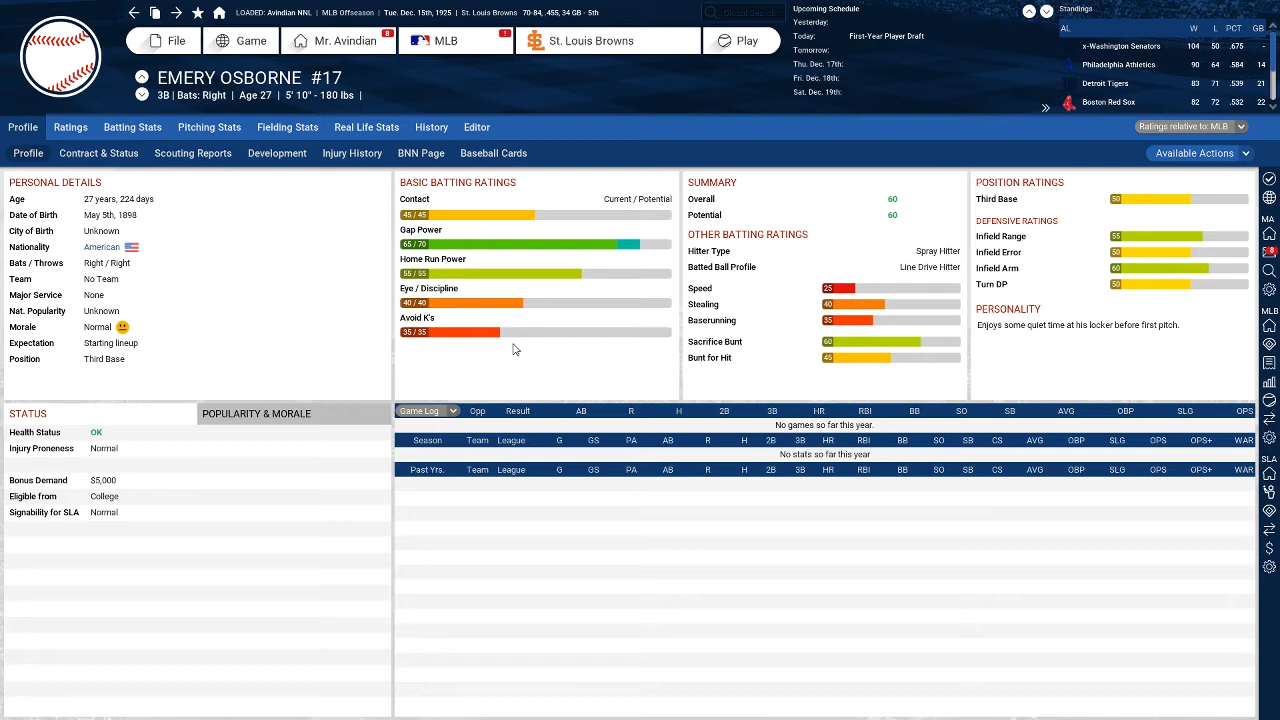 LOADED: Avindian NNL | MLB Offseason | Tue. Dec. 15th, 1925 | St. Louis Browns 70-84, .455, 34 GB - 5th
Global Search...
File Game Mr. Avindian 8 MLB ! St. Louis Browns Play
EMERY OSBORNE #17
3B | Bats: Right | Age 27 | 5' 10" - 180 lbs |
Upcoming Schedule
Yesterday:
Today: First-Year Player Draft
Tomorrow:
Thu. Dec. 17th:
Fri. Dec. 18th:
Sat. Dec. 19th:
Standings
AL W L PCT GB
x-Washington Senators 104 50 .675 -
Philadelphia Athletics 90 64 .584 14
Detroit Tigers 83 71 .539 21
Boston Red Sox 82 72 .532 22
Profile Ratings Batting Stats Pitching Stats Fielding Stats Real Life Stats History Editor
Ratings relative to: MLB
Profile Contract & Status Scouting Reports Development Injury History BNN Page Baseball Cards
Available Actions
PERSONAL DETAILS
Age 27 years, 224 days
Date of Birth May 5th, 1898
City of Birth Unknown
Nationality American
Bats / Throws Right / Right
Team No Team
Major Service None
Nat. Popularity Unknown
Morale Normal
Expectation Starting lineup
Position Third Base
BASIC BATTING RATINGS
Contact Current / Potential
45 / 45
Gap Power
65 / 70
Home Run Power
55 / 55
Eye / Discipline
40 / 40
Avoid K's
35 / 35
SUMMARY
Overall 60
Potential 60
OTHER BATTING RATINGS
Hitter Type Spray Hitter
Batted Ball Profile Line Drive Hitter
Speed 25
Stealing 40
Baserunning 35
Sacrifice Bunt 60
Bunt for Hit 45
POSITION RATINGS
Third Base 50
DEFENSIVE RATINGS
Infield Range 55
Infield Error 50
Infield Arm 60
Turn DP 50
PERSONALITY
Enjoys some quiet time at his locker before first pitch.
STATUS POPULARITY & MORALE
Health Status OK
Injury Proneness Normal
Bonus Demand $5,000
Eligible from College
Signability for SLA Normal
Game Log Opp Result AB R H 2B 3B HR RBI BB SO SB AVG OBP SLG OPS
No games so far this year.
Season Team League G GS PA AB R H 2B 3B HR RBI BB SO SB CS AVG OBP SLG OPS OPS+ WAR
No stats so far this year
Past Yrs. Team League G GS PA AB R H 2B 3B HR RBI BB SO SB CS AVG OBP SLG OPS OPS+ WAR
MA
8
MLB
SLA